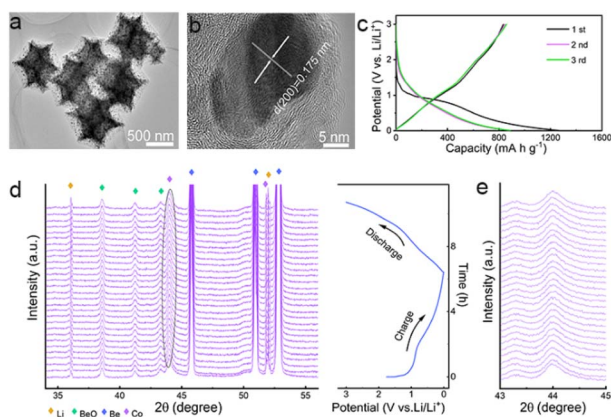 a
500 nm
b
d(200)=0.175 nm
5 nm
c
Potential (V vs. Li/Li⁺)
3
2
1
0
0 400 800 1200 1600
Capacity (mA h g⁻¹)
1 st
2 nd
3 rd
d
Intensity (a.u.)
35 40 45 50 55
2θ (degree)
Li BeO Be Co
Discharge
Charge
Time (h)
8
4
0
6 5 4 3 2 1 0
Potential (V vs.Li/Li⁺)
e
Intensity (a.u.)
43 44 45
2θ (degree)